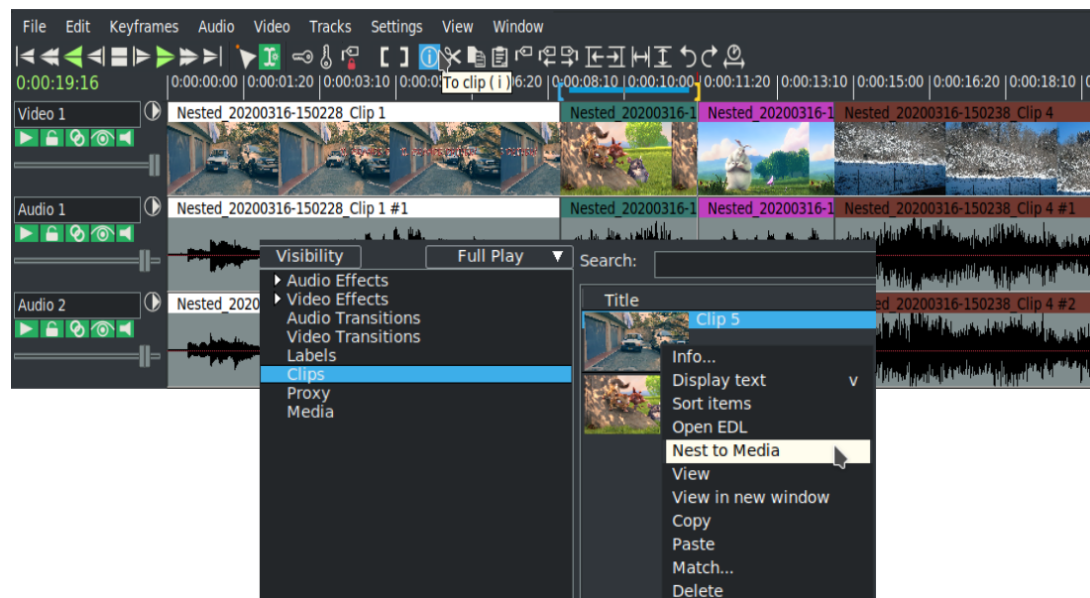 File Edit Keyframes Audio Video Tracks Settings View Window
To clip ( i )
0:00:19:16 0:00:00:00 0:00:01:20 0:00:03:10 0:00:0 6:20 0:00:08:10 0:00:10:00 0:00:11:20 0:00:13:10 0:00:15:00 0:00:16:20 0:00:18:10
Video 1 Nested_20200316-150228_Clip 1 Nested_20200316-1 Nested_20200316-1 Nested_20200316-150238_Clip 4
Audio 1 Nested_20200316-150228_Clip 1 #1 Nested_20200316-1 Nested_20200316-1 Nested_20200316-150238_Clip 4 #1
Audio 2 Nested_2020 ed_20200316-150238_Clip 4 #2
Visibility Full Play Search:
Audio Effects
Video Effects
Audio Transitions
Video Transitions
Labels
Clips
Proxy
Media
Title
Clip 5
Info...
Display text v
Sort items
Open EDL
Nest to Media
View
View in new window
Copy
Paste
Match...
Delete